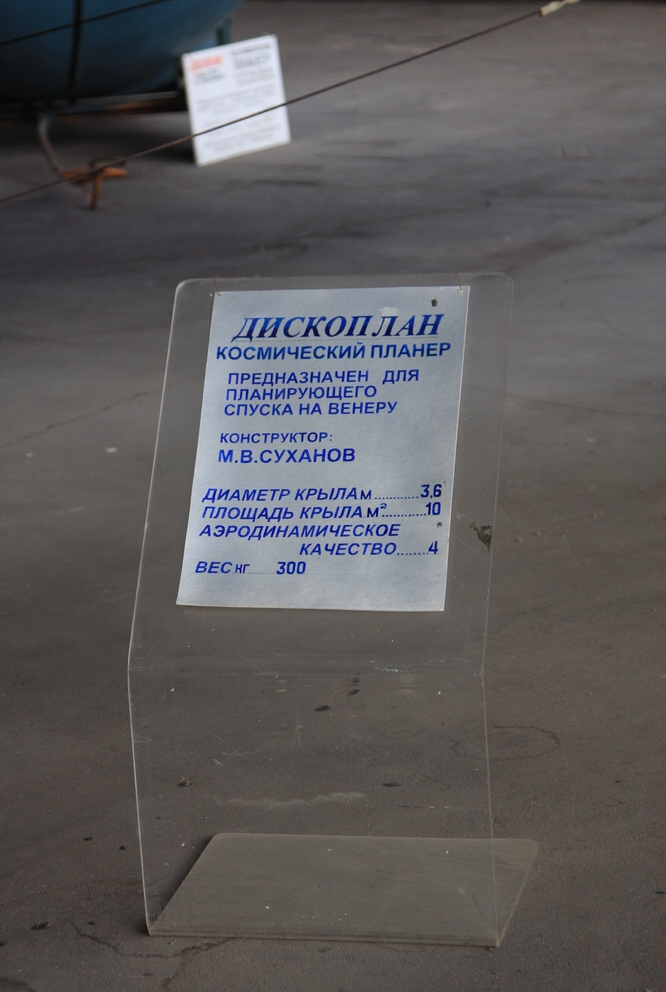 ДИСКОПЛАН
КОСМИЧЕСКИЙ ПЛАНЕР
ПРЕДНАЗНАЧЕН ДЛЯ
ПЛАНИРУЮЩЕГО
СПУСКА НА ВЕНЕРУ
КОНСТРУКТОР:
М.В.СУХАНОВ
ДИАМЕТР КРЫЛА м............3,6
ПЛОЩАДЬ КРЫЛА м²...........10
АЭРОДИНАМИЧЕСКОЕ
КАЧЕСТВО.......4
ВЕС кг.......300